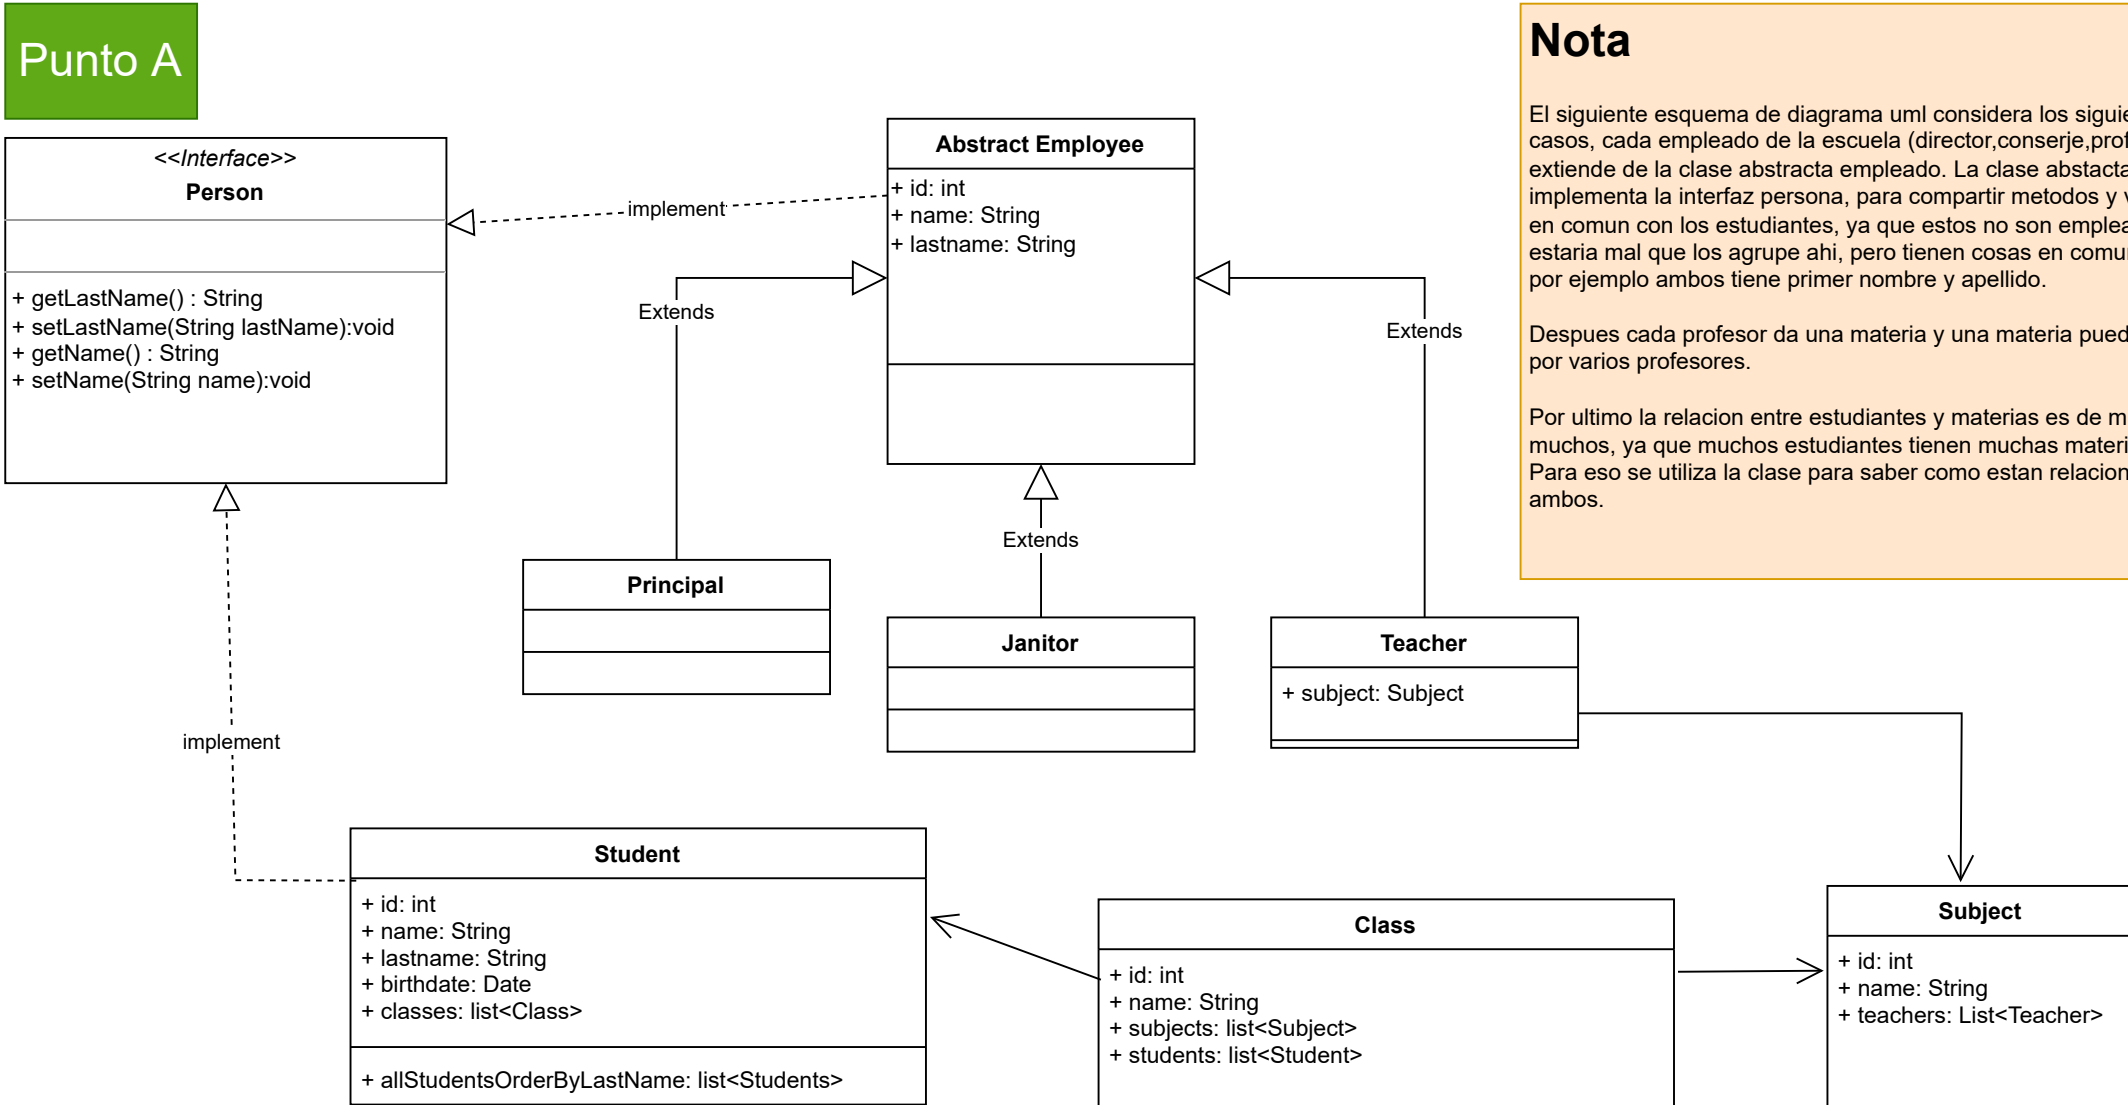 Punto A
<<Interface>>
Person
+ getLastName() : String
+ setLastName(String lastName):void
+ getName() : String
+ setName(String name):void
implement
Abstract Employee
+ id: int
+ name: String
+ lastname: String
Extends
Extends
Extends
implement
Principal
Janitor
Teacher
+ subject: Subject
Nota
El siguiente esquema de diagrama uml considera los
casos, cada empleado de la escuela (director,conserje,
extiende de la clase abstracta empleado. La clase
implementa la interfaz persona, para compartir metodos y
en comun con los estudiantes, ya que estos no son
estaria mal que los agrupe ahi, pero tienen cosas en
por ejemplo ambos tiene primer nombre y apellido.
Despues cada profesor da una materia y una materia
por varios profesores.
Por ultimo la relacion entre estudiantes y materias es de
muchos, ya que muchos estudiantes tienen muchas
Para eso se utiliza la clase para saber como estan
ambos.
Student
+ id: int
+ name: String
+ lastname: String
+ birthdate: Date
+ classes: list<Class>
+ allStudentsOrderByLastName: list<Students>
Class
+ id: int
+ name: String
+ subjects: list<Subject>
+ students: list<Student>
Subject
+ id: int
+ name: String
+ teachers: List<Teacher>